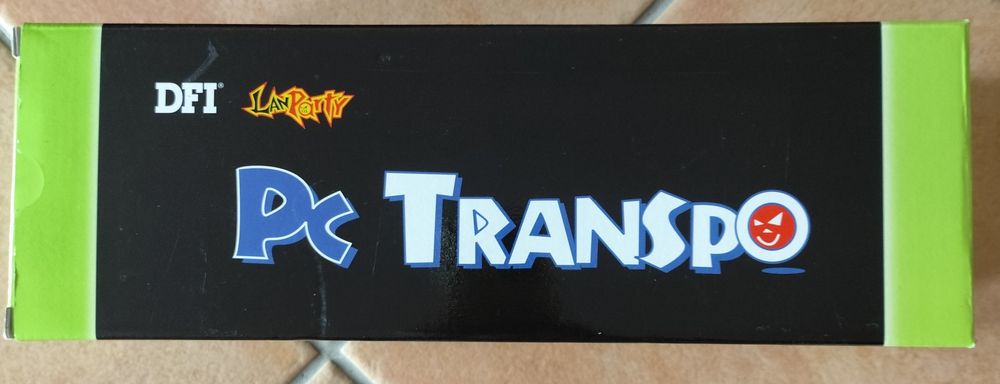 DFI® LanParty
Pc Transpo